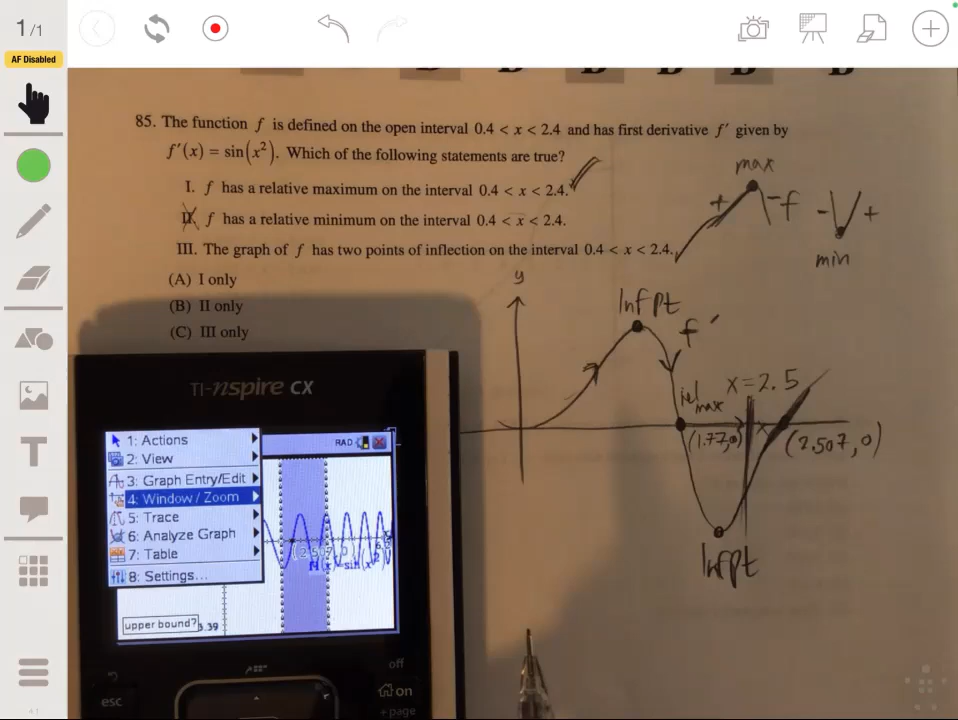 1/1
AF Disabled
85. The function f is defined on the open interval 0.4 < x < 2.4 and has first derivative f′ given by
f′(x) = sin(x²). Which of the following statements are true?
I. f has a relative maximum on the interval 0.4 < x < 2.4.
II. f has a relative minimum on the interval 0.4 < x < 2.4.
III. The graph of f has two points of inflection on the interval 0.4 < x < 2.4.
(A) I only
(B) II only
(C) III only
max
+
- f
- +
min
y
Inf Pt
f′
rel max
x = 2.5
(1.77, 0)
x
(2.507, 0)
Inf pt
TI-nspire CX
1: Actions
2: View
3: Graph Entry/Edit
4: Window / Zoom
5: Trace
6: Analyze Graph
7: Table
8: Settings...
RAD
(2.507, 0)
upper bound?
esc
off
on
+ page
T